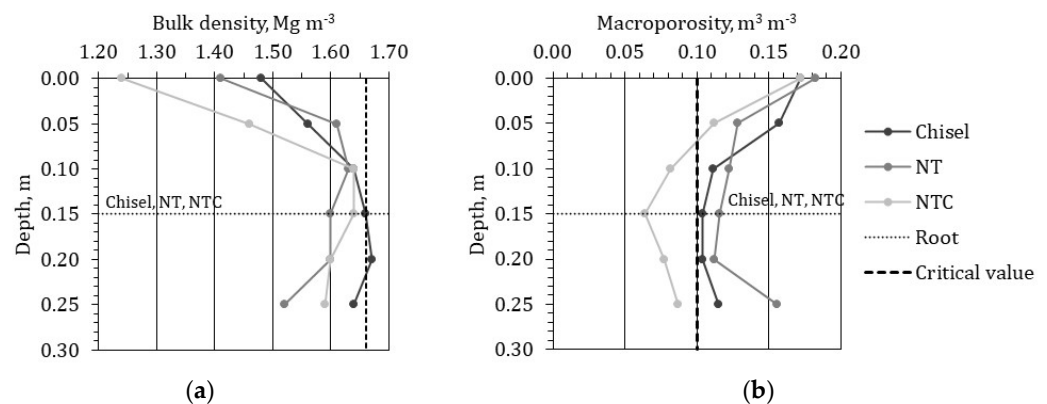 Bulk density, Mg m-3
1.20 1.30 1.40 1.50 1.60 1.70
0.00
0.05
0.10
0.15
0.20
0.25
0.30
Depth, m
Chisel, NT, NTC
(a)
Macroporosity, m³ m-3
0.00 0.05 0.10 0.15 0.20
0.00
0.05
0.10
0.15
0.20
0.25
0.30
Depth, m
Chisel, NT, NTC
(b)
Chisel
NT
NTC
Root
Critical value